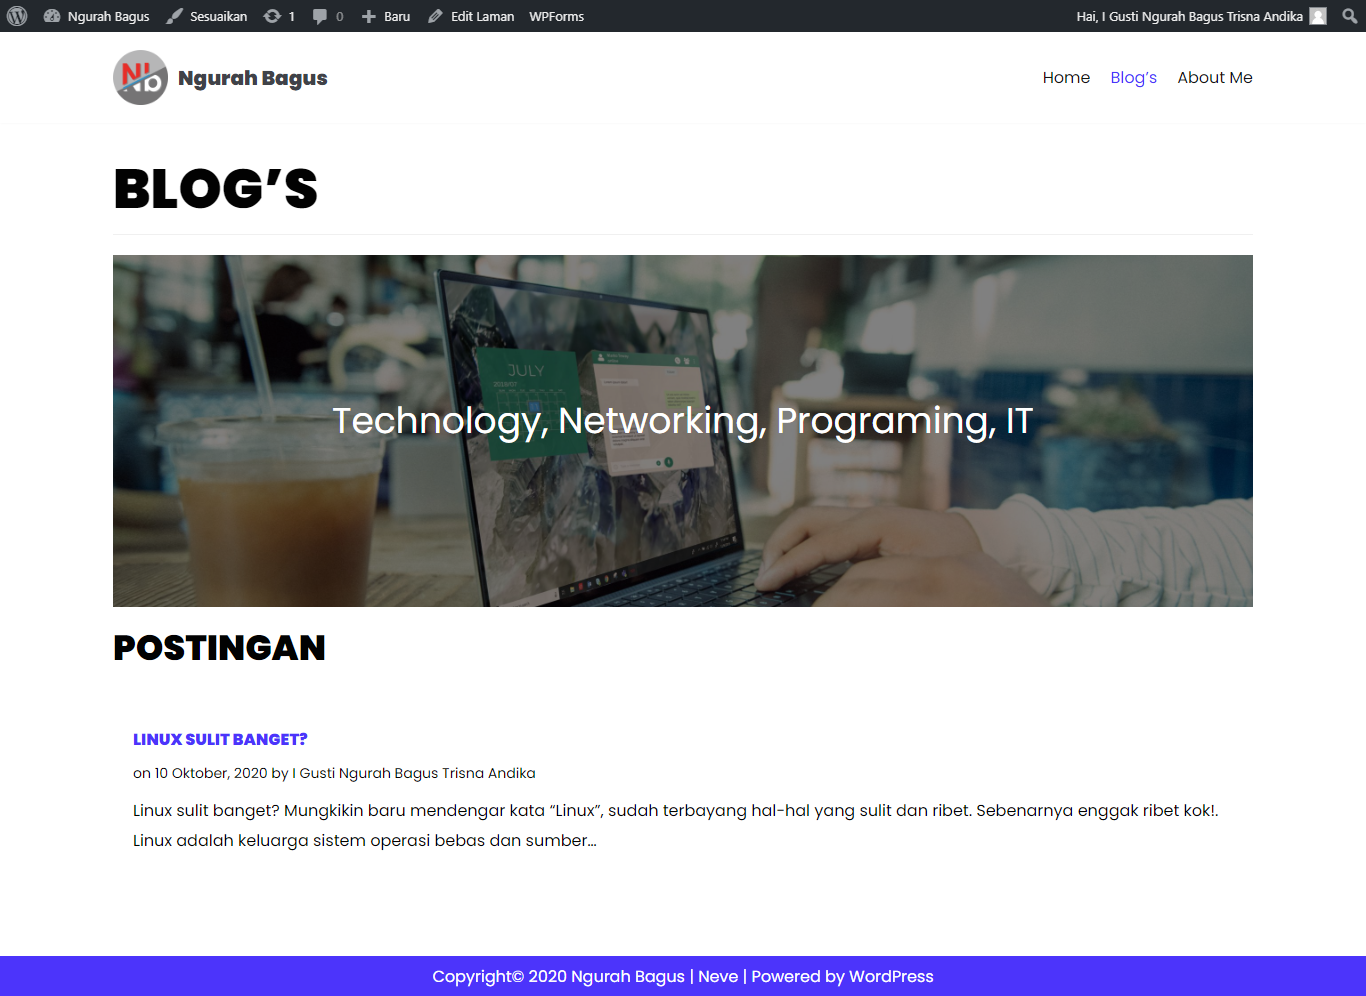 Ngurah Bagus Sesuaikan 1 0 Baru Edit Laman WPForms Hai, I Gusti Ngurah Bagus Trisna Andika
Ngurah Bagus
Home Blog’s About Me
BLOG’S
JULY
Technology, Networking, Programing, IT
POSTINGAN
LINUX SULIT BANGET?
on 10 Oktober, 2020 by I Gusti Ngurah Bagus Trisna Andika
Linux sulit banget? Mungkikin baru mendengar kata “Linux”, sudah terbayang hal-hal yang sulit dan ribet. Sebenarnya enggak ribet kok!.
Linux adalah keluarga sistem operasi bebas dan sumber…
Copyright© 2020 Ngurah Bagus | Neve | Powered by WordPress